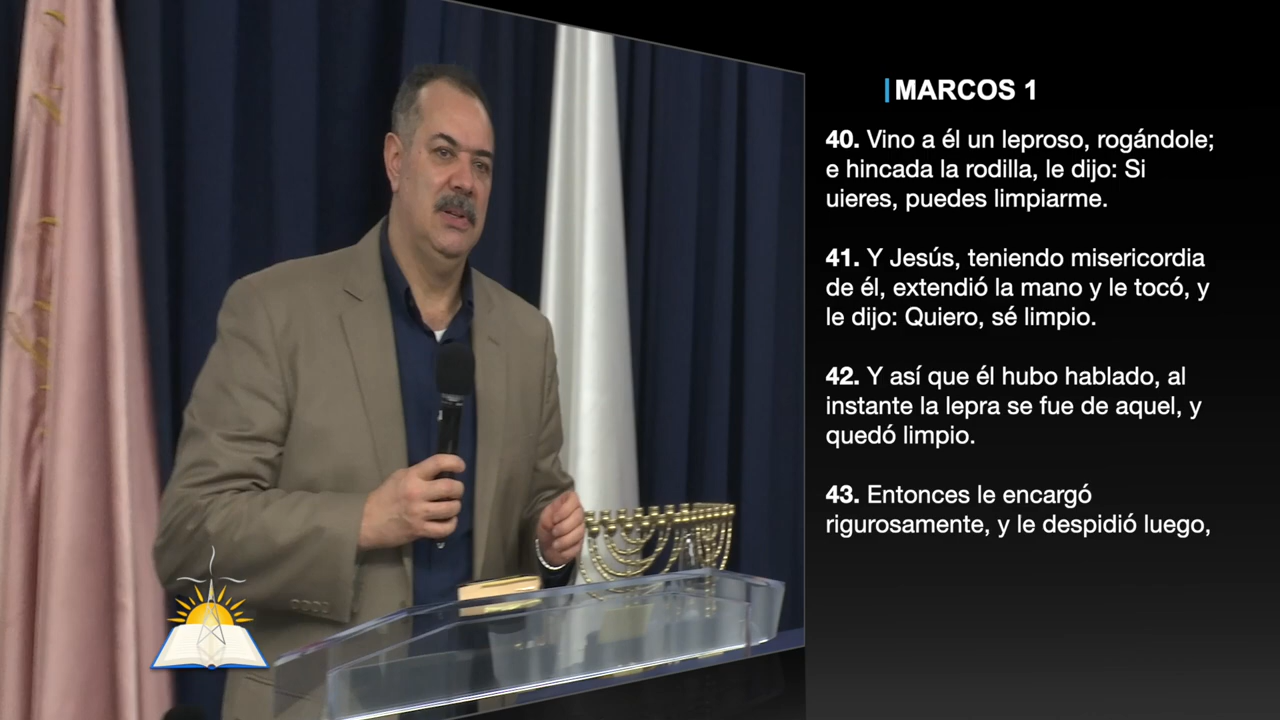 MARCOS 1
40. Vino a él un leproso, rogándole;
e hincada la rodilla, le dijo: Si
uieres, puedes limpiarme.
41. Y Jesús, teniendo misericordia
de él, extendió la mano y le tocó, y
le dijo: Quiero, sé limpio.
42. Y así que él hubo hablado, al
instante la lepra se fue de aquel, y
quedó limpio.
43. Entonces le encargó
rigurosamente, y le despidió luego,